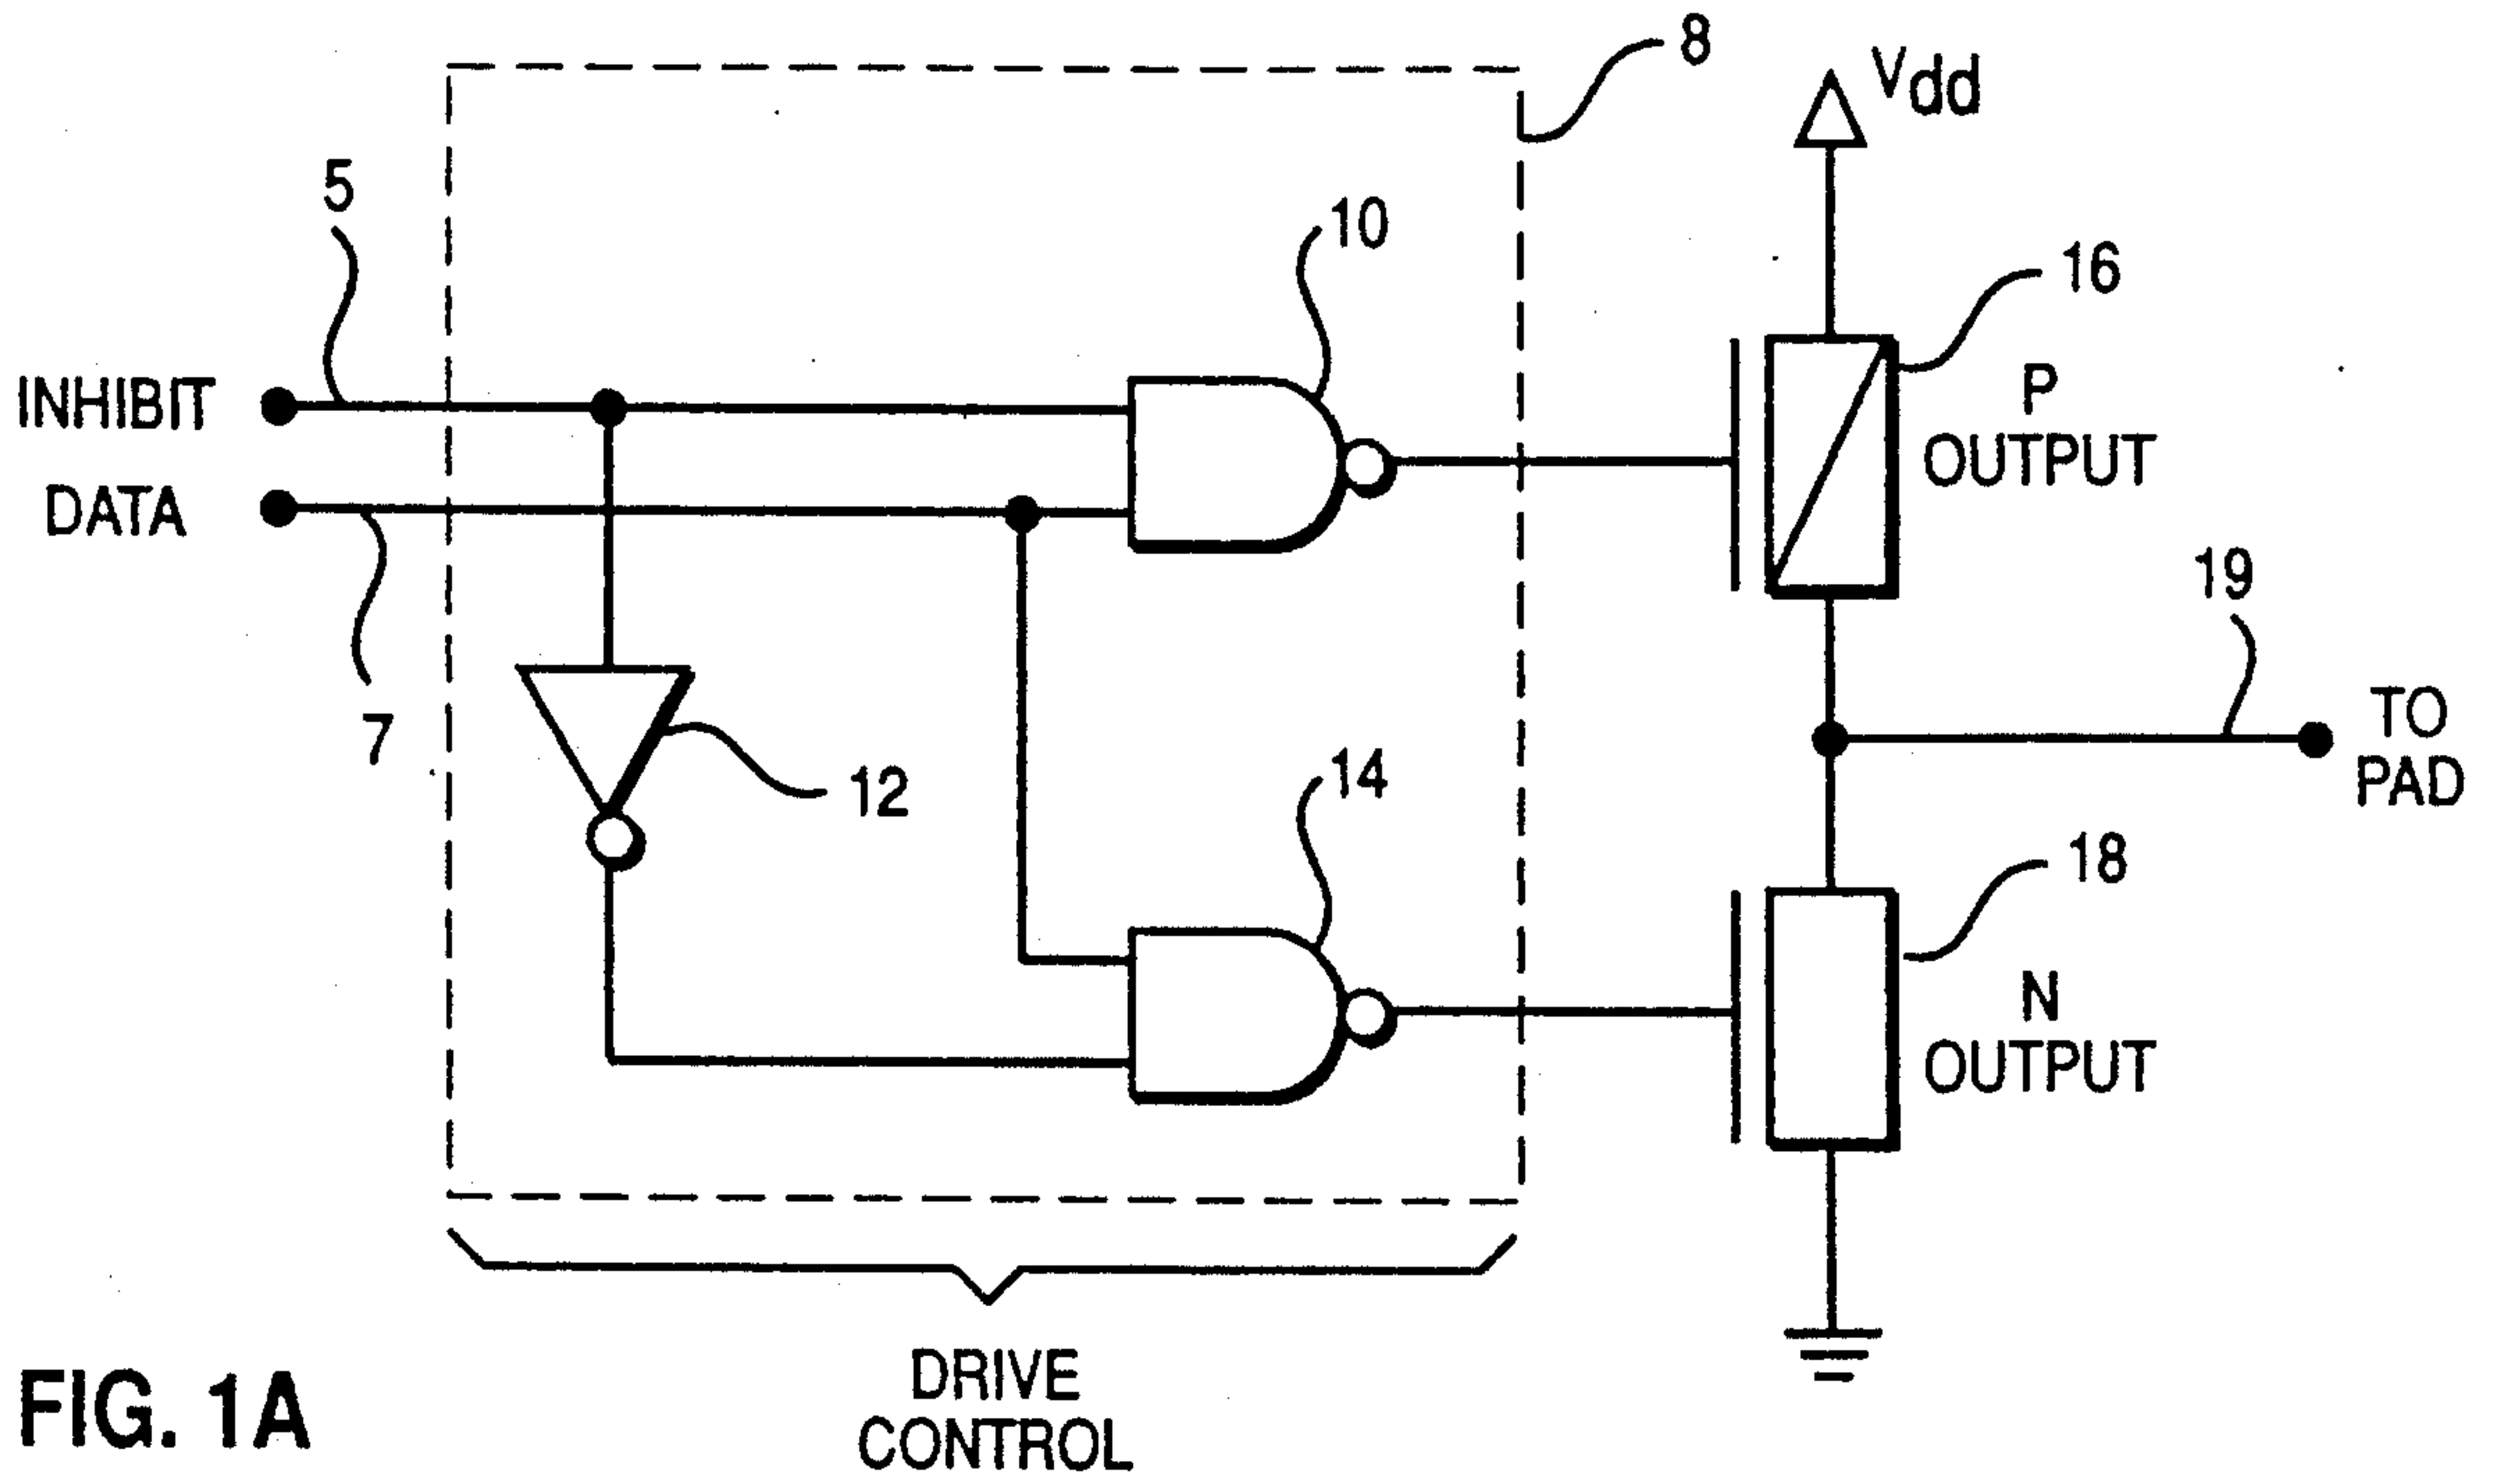 8
Vdd
5
10
16
INHIBIT
P
OUTPUT
DATA
19
7
TO
PAD
12
14
18
N
OUTPUT
DRIVE
CONTROL
FIG. 1A